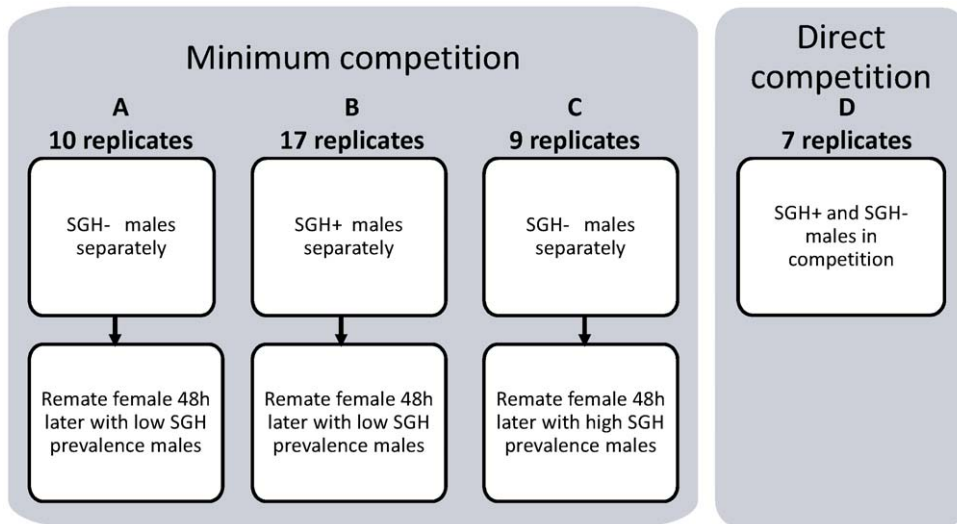 Minimum competition
A
10 replicates
SGH- males
separately
Remate female 48h
later with low SGH
prevalence males
B
17 replicates
SGH+ males
separately
Remate female 48h
later with low SGH
prevalence males
C
9 replicates
SGH- males
separately
Remate female 48h
later with high SGH
prevalence males
Direct
competition
D
7 replicates
SGH+ and SGH-
males in
competition